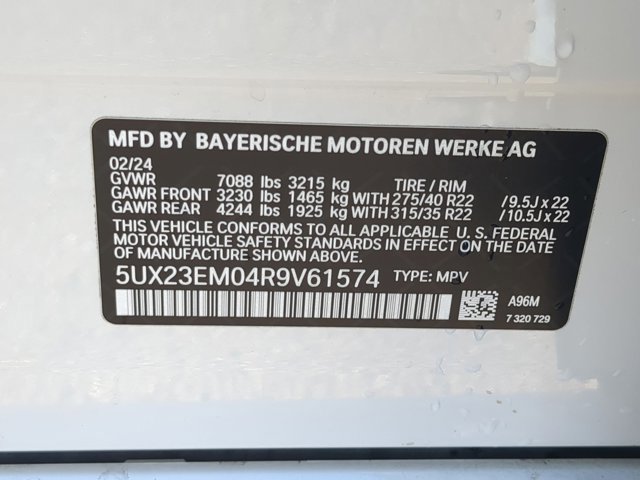 MFD BY BAYERISCHE MOTOREN WERKE AG
02/24
GVWR 7088 lbs 3215 kg TIRE / RIM
GAWR FRONT 3230 lbs 1465 kg WITH 275/40 R22 / 9.5J x 22
GAWR REAR 4244 lbs 1925 kg WITH 315/35 R22 / 10.5J x 22
THIS VEHICLE CONFORMS TO ALL APPLICABLE U. S. FEDERAL
MOTOR VEHICLE SAFETY STANDARDS IN EFFECT ON THE DATE
OF MANUFACTURE SHOWN ABOVE.
5UX23EM04R9V61574 TYPE: MPV
A96M
7 320 729